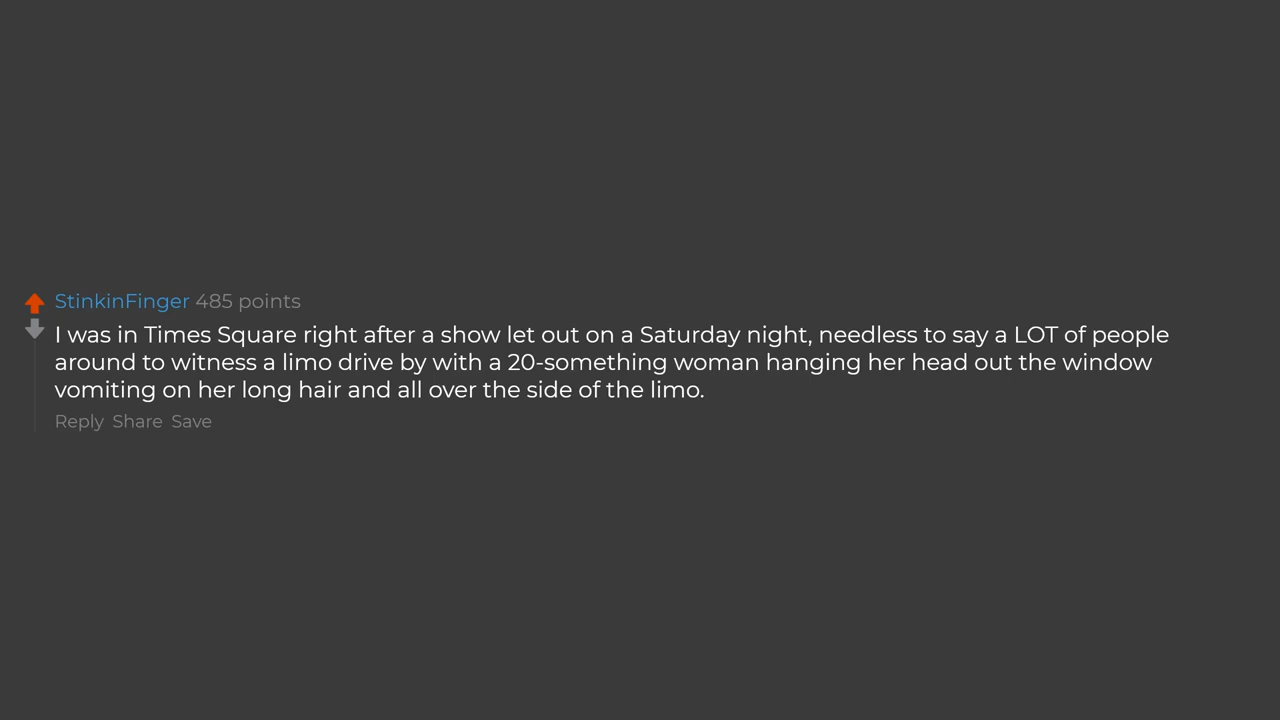 StinkinFinger 485 points
I was in Times Square right after a show let out on a Saturday night, needless to say a LOT of people
around to witness a limo drive by with a 20-something woman hanging her head out the window
vomiting on her long hair and all over the side of the limo.
Reply Share Save